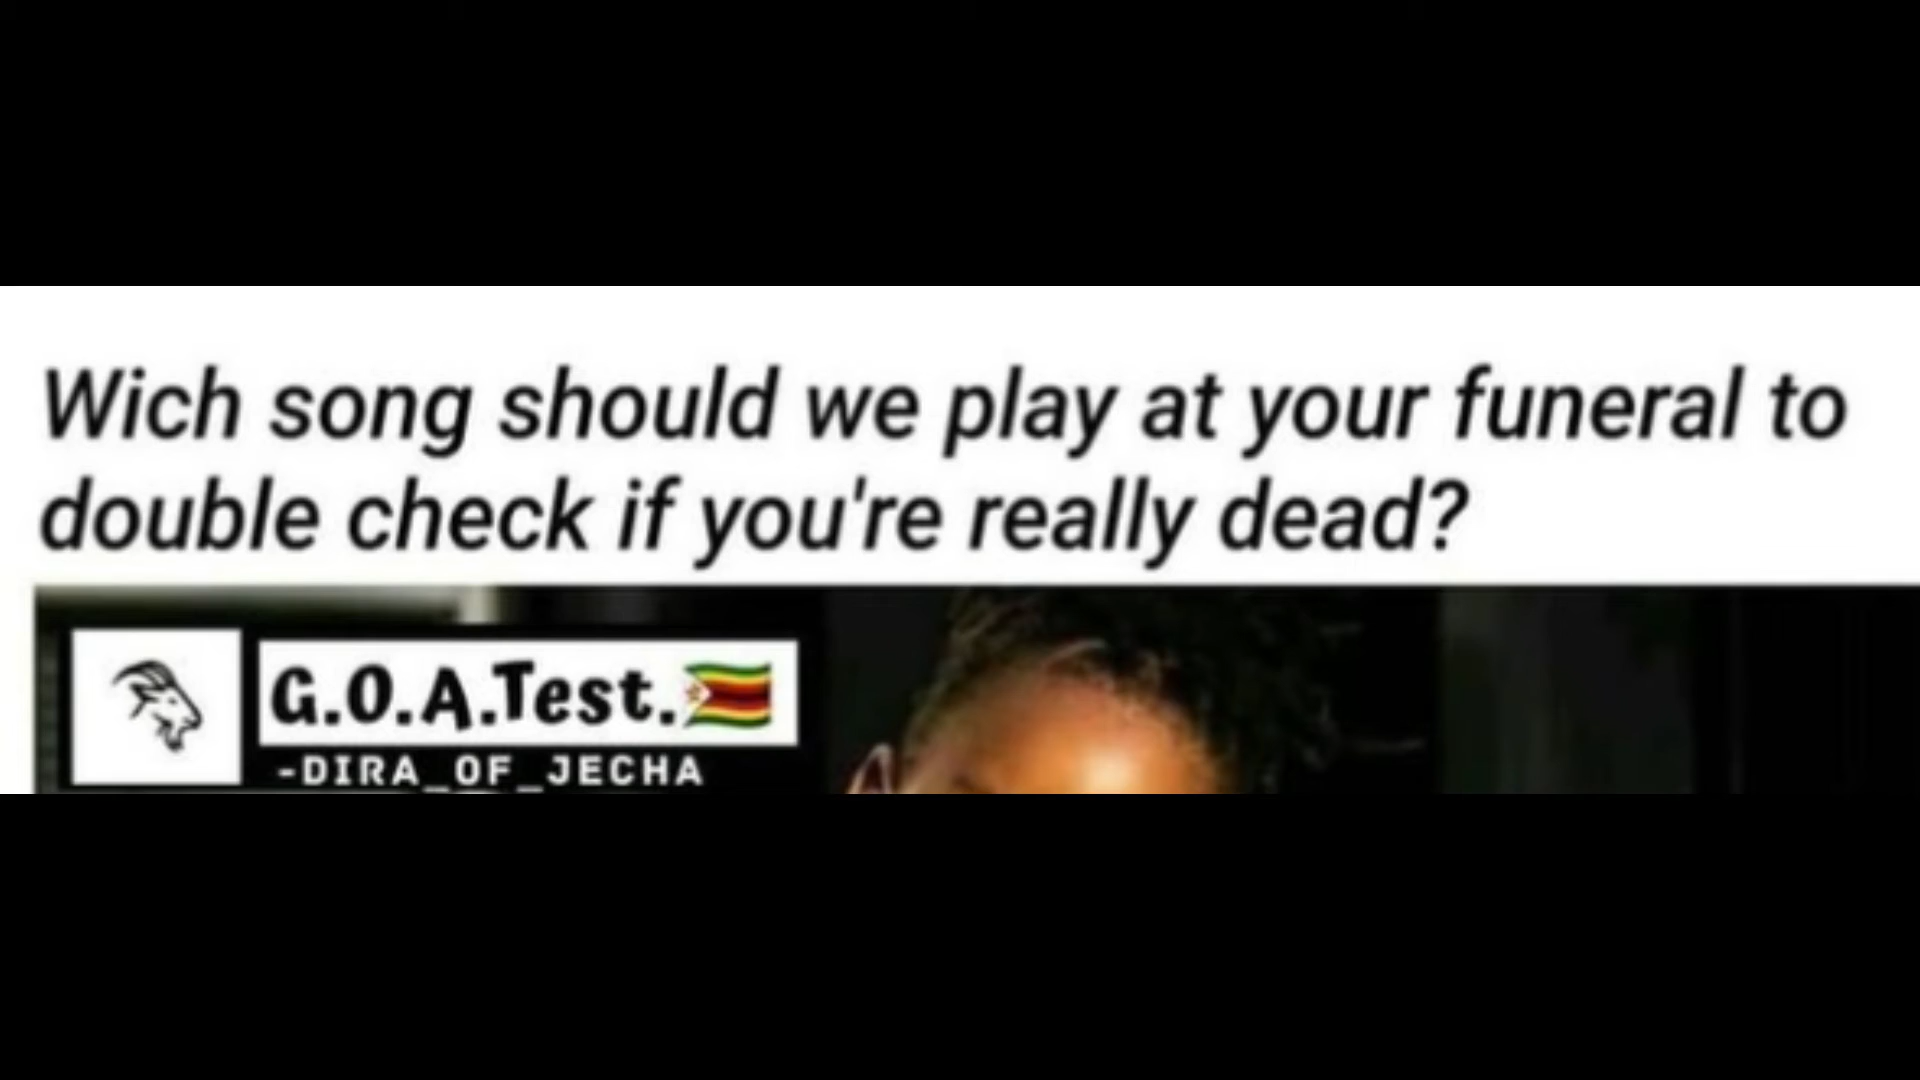 Wich song should we play at your funeral to
double check if you're really dead?
G.O.A.Test.🇿🇼
-DIRA_OF_JECHA